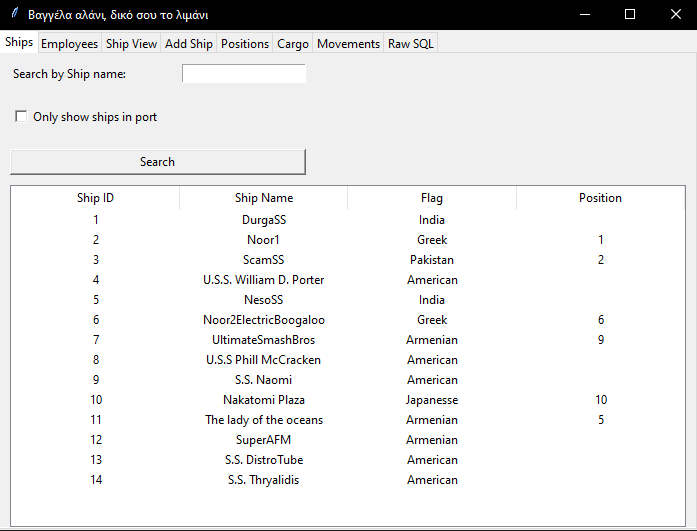 Βαγγέλα αλάνι, δικό σου το λιμάνι
Ships Employees Ship View Add Ship Positions Cargo Movements Raw SQL
Search by Ship name:
Only show ships in port
Search
Ship ID Ship Name Flag Position
1 DurgaSS India
2 Noor1 Greek 1
3 ScamSS Pakistan 2
4 U.S.S. William D. Porter American
5 NesoSS India
6 Noor2ElectricBoogaloo Greek 6
7 UltimateSmashBros Armenian 9
8 U.S.S Phill McCracken American
9 S.S. Naomi American
10 Nakatomi Plaza Japanesse 10
11 The lady of the oceans Armenian 5
12 SuperAFM Armenian
13 S.S. DistroTube American
14 S.S. Thryalidis American